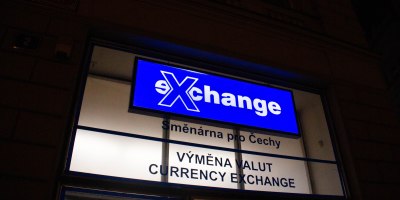 eXchange
Směnárna pro Čechy
VÝMĚNA VALUT
CURRENCY EXCHANGE